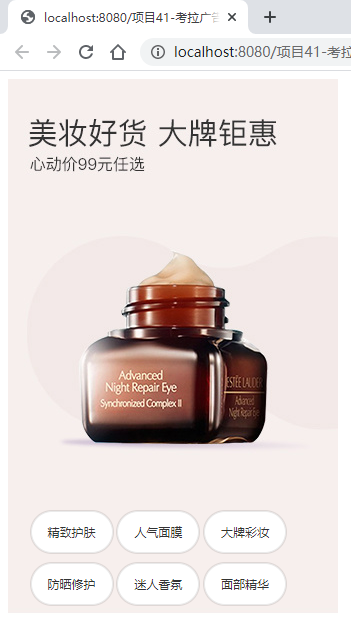 localhost:8080/项目41-考拉广告
localhost:8080/项目41-考拉
美妆好货 大牌钜惠
心动价99元任选
Advanced
Night Repair Eye
Synchronized Complex II
ESTĒE LAUDER
Advanced
Night Repair Eye
精致护肤 人气面膜 大牌彩妆
防晒修护 迷人香氛 面部精华